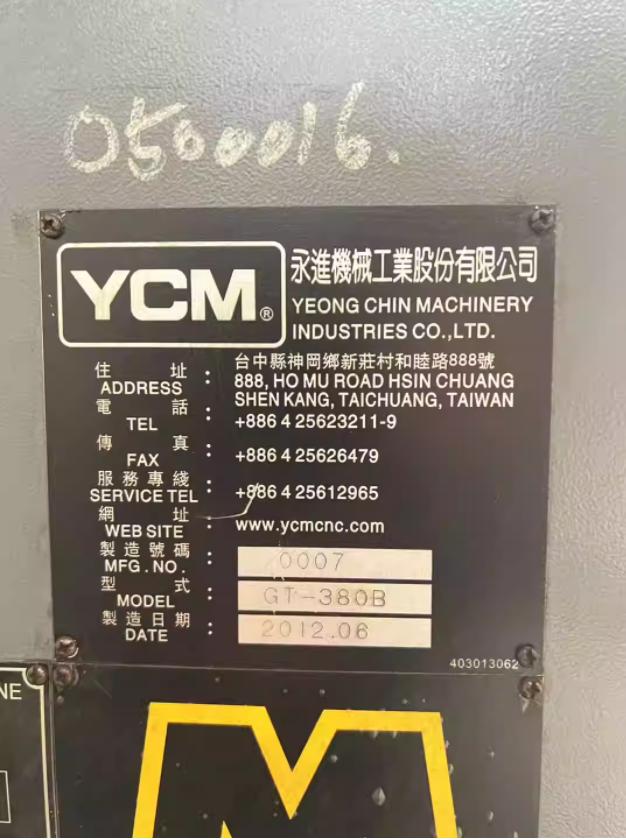 0500016.
YCM®
永進機械工業股份有限公司
YEONG CHIN MACHINERY
INDUSTRIES CO.,LTD.
住址 : 台中縣神岡鄉新莊村和睦路888號
ADDRESS 888, HO MU ROAD HSIN CHUANG
SHEN KANG, TAICHUANG, TAIWAN
電話 :
TEL +886 4 25623211-9
傳真 :
FAX +886 4 25626479
服務專綫 :
SERVICE TEL +886 4 25612965
網址 :
WEB SITE www.ycmcnc.com
製造號碼 : 0007
MFG.NO.
型式 : GT-380B
MODEL
製造日期 : 2012.06
DATE
403013062
NE
M